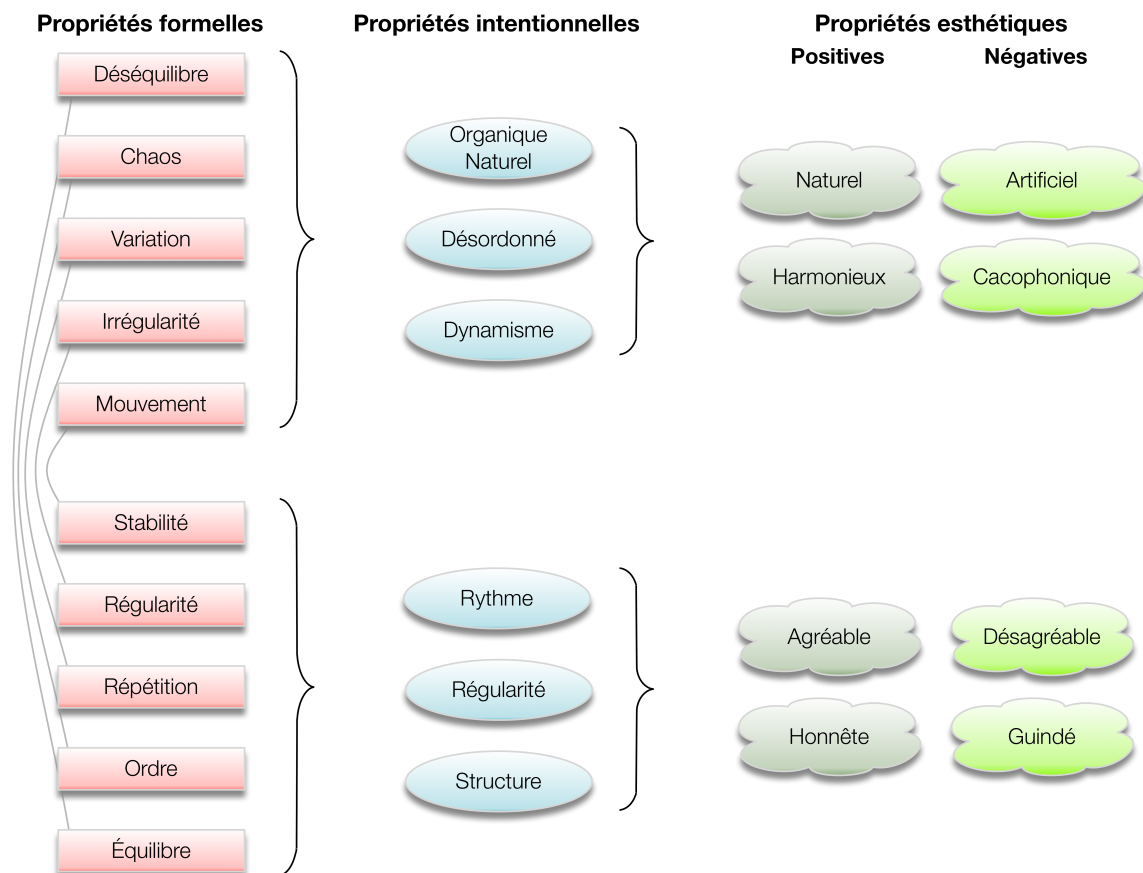 Propriétés formelles
Propriétés intentionnelles
Propriétés esthétiques
Positives
Négatives
Déséquilibre
Chaos
Variation
Irrégularité
Mouvement
Stabilité
Régularité
Répétition
Ordre
Équilibre
Organique
Naturel
Désordonné
Dynamisme
Rythme
Régularité
Structure
Naturel
Artificiel
Harmonieux
Cacophonique
Agréable
Désagréable
Honnête
Guindé